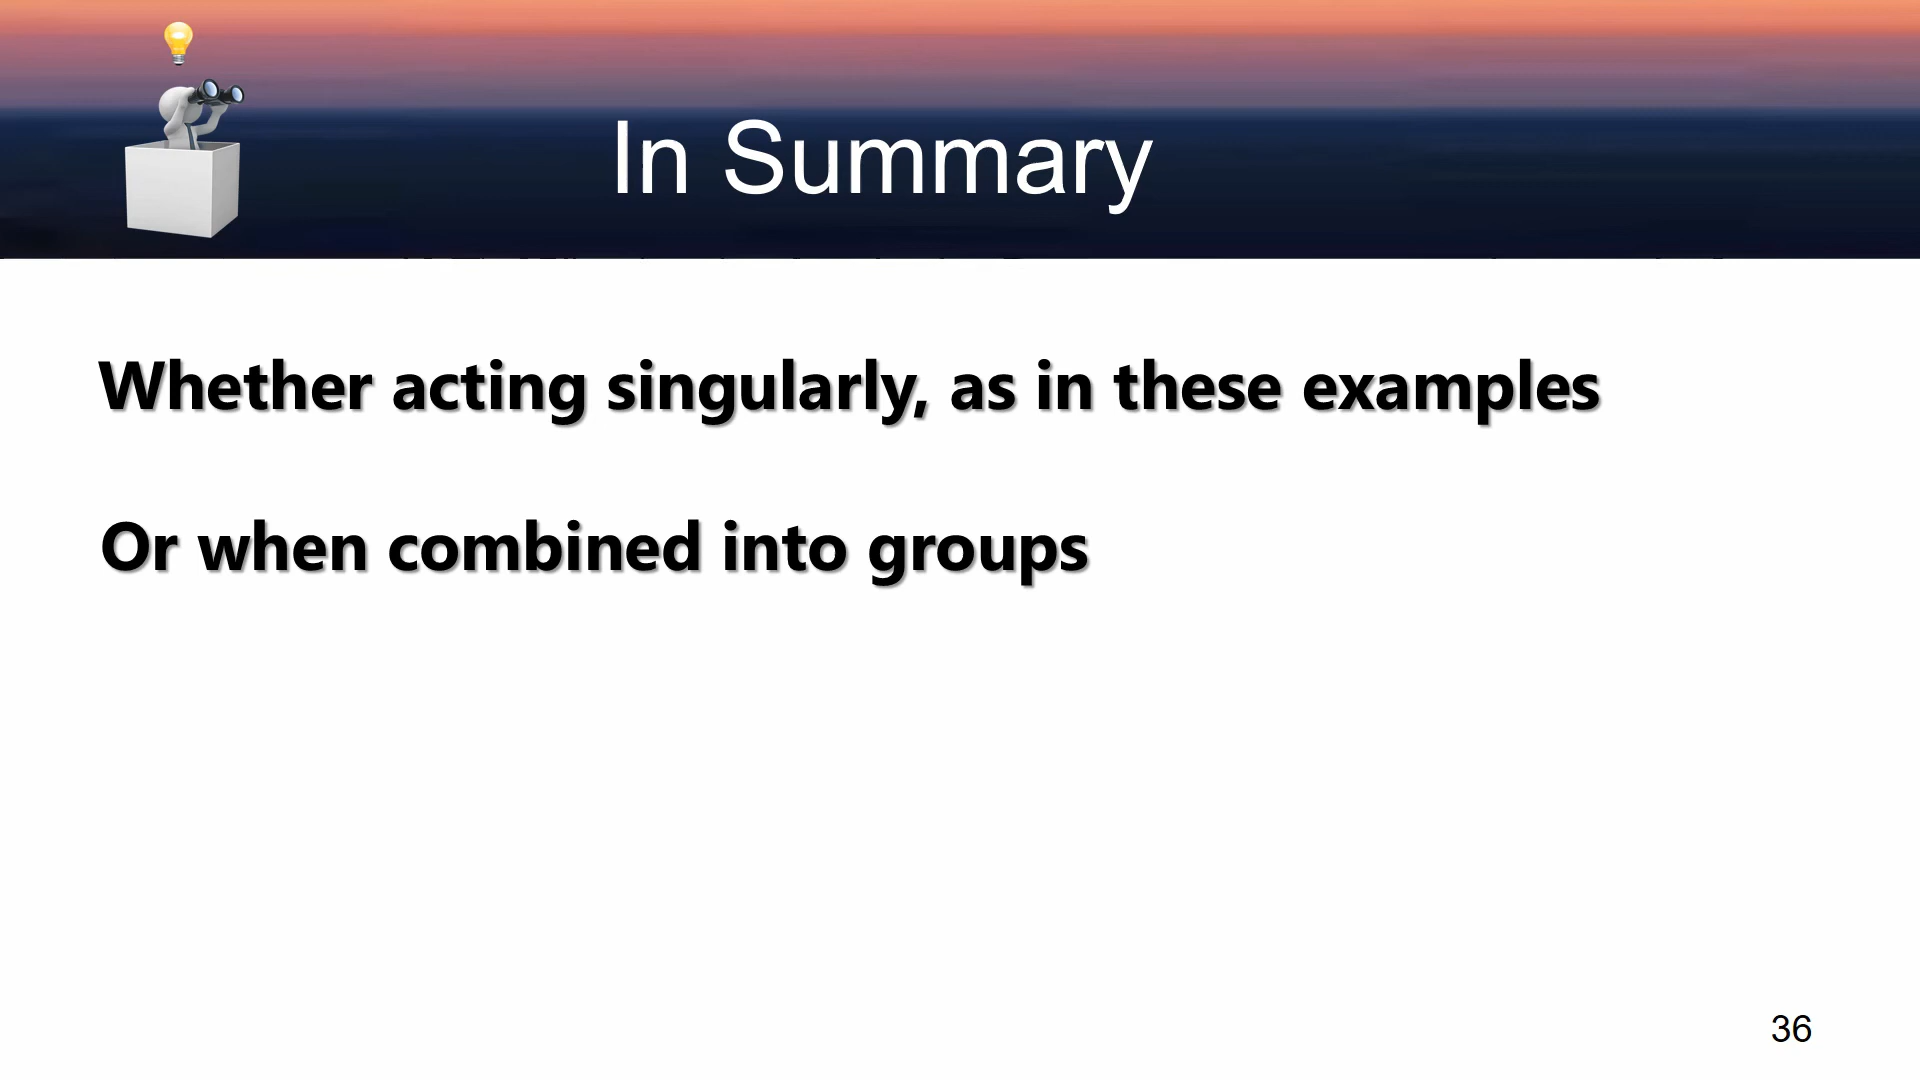 In Summary
Whether acting singularly, as in these examples
Or when combined into groups
36